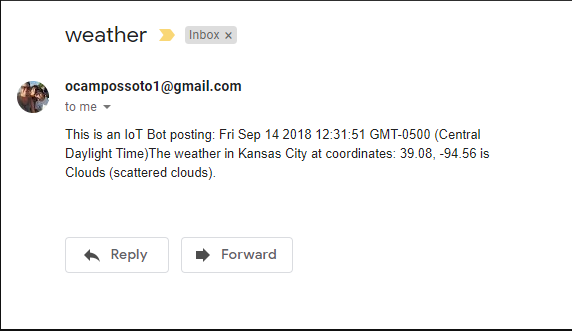 weather
Inbox x
ocampossoto1@gmail.com
to me
This is an IoT Bot posting: Fri Sep 14 2018 12:31:51 GMT-0500 (Central
Daylight Time)The weather in Kansas City at coordinates: 39.08, -94.56 is
Clouds (scattered clouds).
Reply
Forward